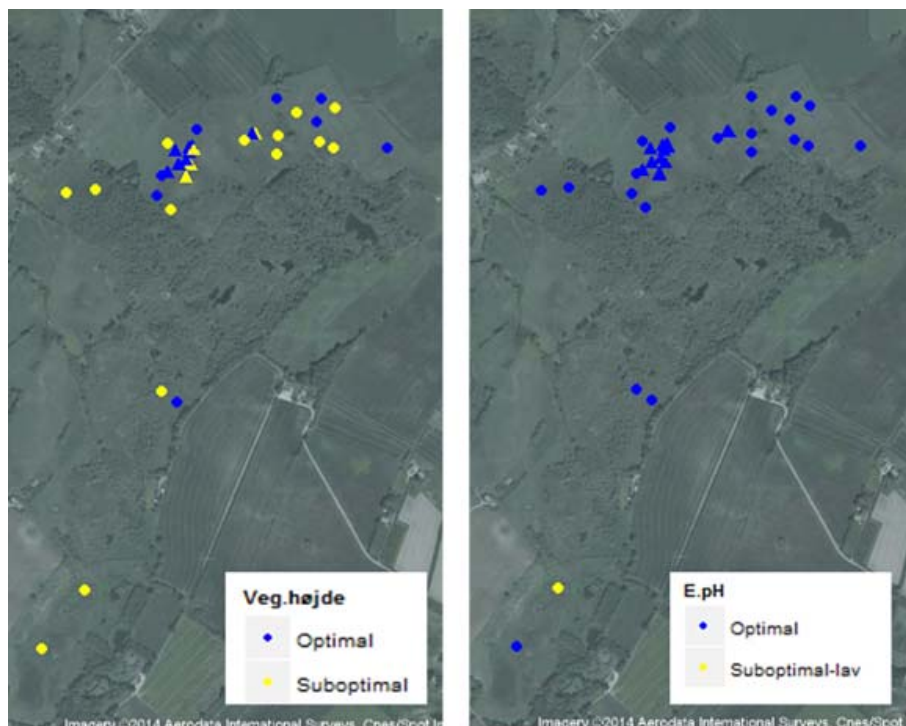 Veg.højde
Optimal
Suboptimal
Imagery ©2014 Aerodata International Surveys, Cnes/Spot
E.pH
Optimal
Suboptimal-lav
Imagery ©2014 Aerodata International Surveys, Cnes/Spot